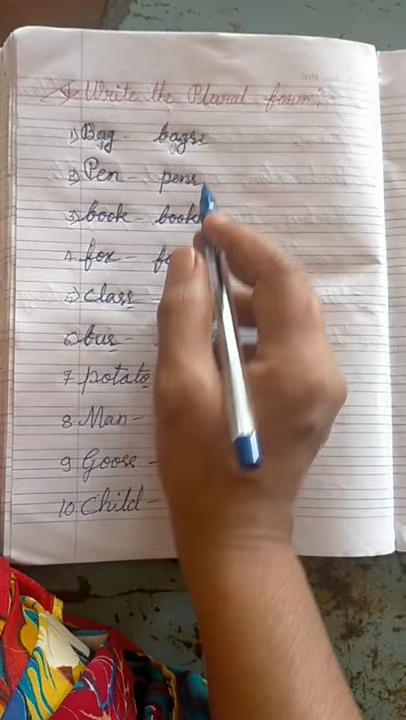 Write the Plural form:
1) Bag - bags
2) Pen - pens
3) book - book
4. fox - fo
5) class -
6) bus -
7 potato
8. Man -
9 Goose -
10 Child -